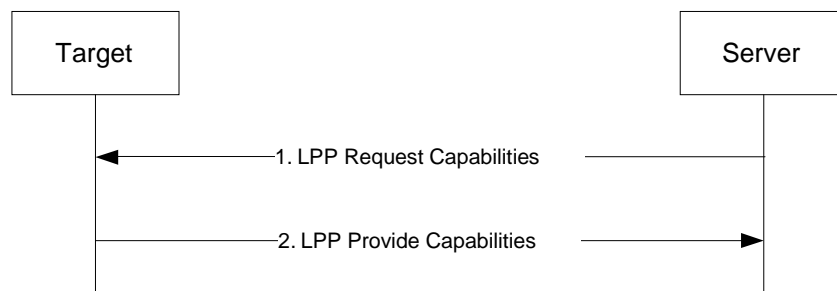 Target
Server
1. LPP Request Capabilities
2. LPP Provide Capabilities